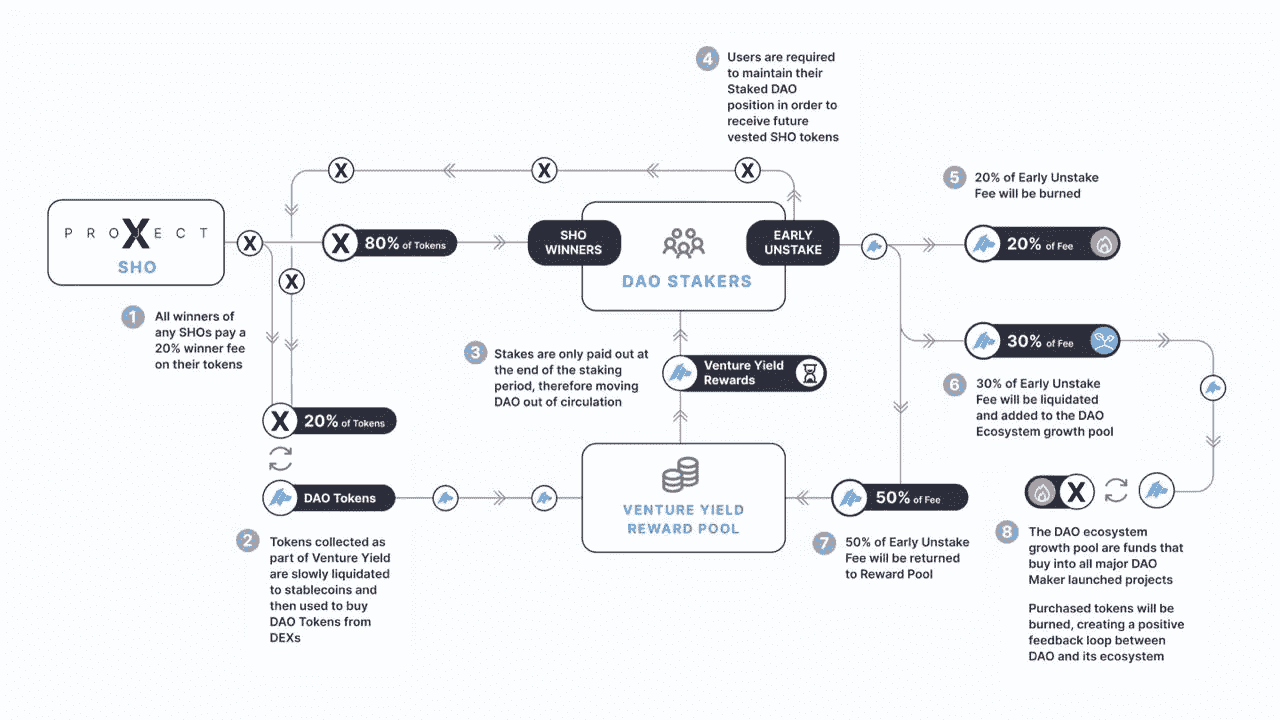 4
Users are required
to maintain their
Staked DAO
position in order to
receive future
vested SHO tokens
X
X
X
5
20% of Early Unstake
Fee will be burned
PROXECT
SHO
X
X
80% of Tokens
SHO
WINNERS
DAO STAKERS
EARLY
UNSTAKE
20% of Fee
X
1
All winners of
any SHOs pay a
20% winner fee
on their tokens
3
Stakes are only paid out at
the end of the staking
period, therefore moving
DAO out of circulation
Venture Yield
Rewards
30% of Fee
6
30% of Early Unstake
Fee will be liquidated
and added to the DAO
Ecosystem growth pool
X
20% of Tokens
DAO Tokens
VENTURE YIELD
REWARD POOL
50% of Fee
X
2
Tokens collected as
part of Venture Yield
are slowly liquidated
to stablecoins and
then used to buy
DAO Tokens from
DEXs
7
50% of Early Unstake
Fee will be returned
to Reward Pool
8
The DAO ecosystem
growth pool are funds that
buy into all major DAO
Maker launched projects
Purchased tokens will be
burned, creating a positive
feedback loop between
DAO and its ecosystem